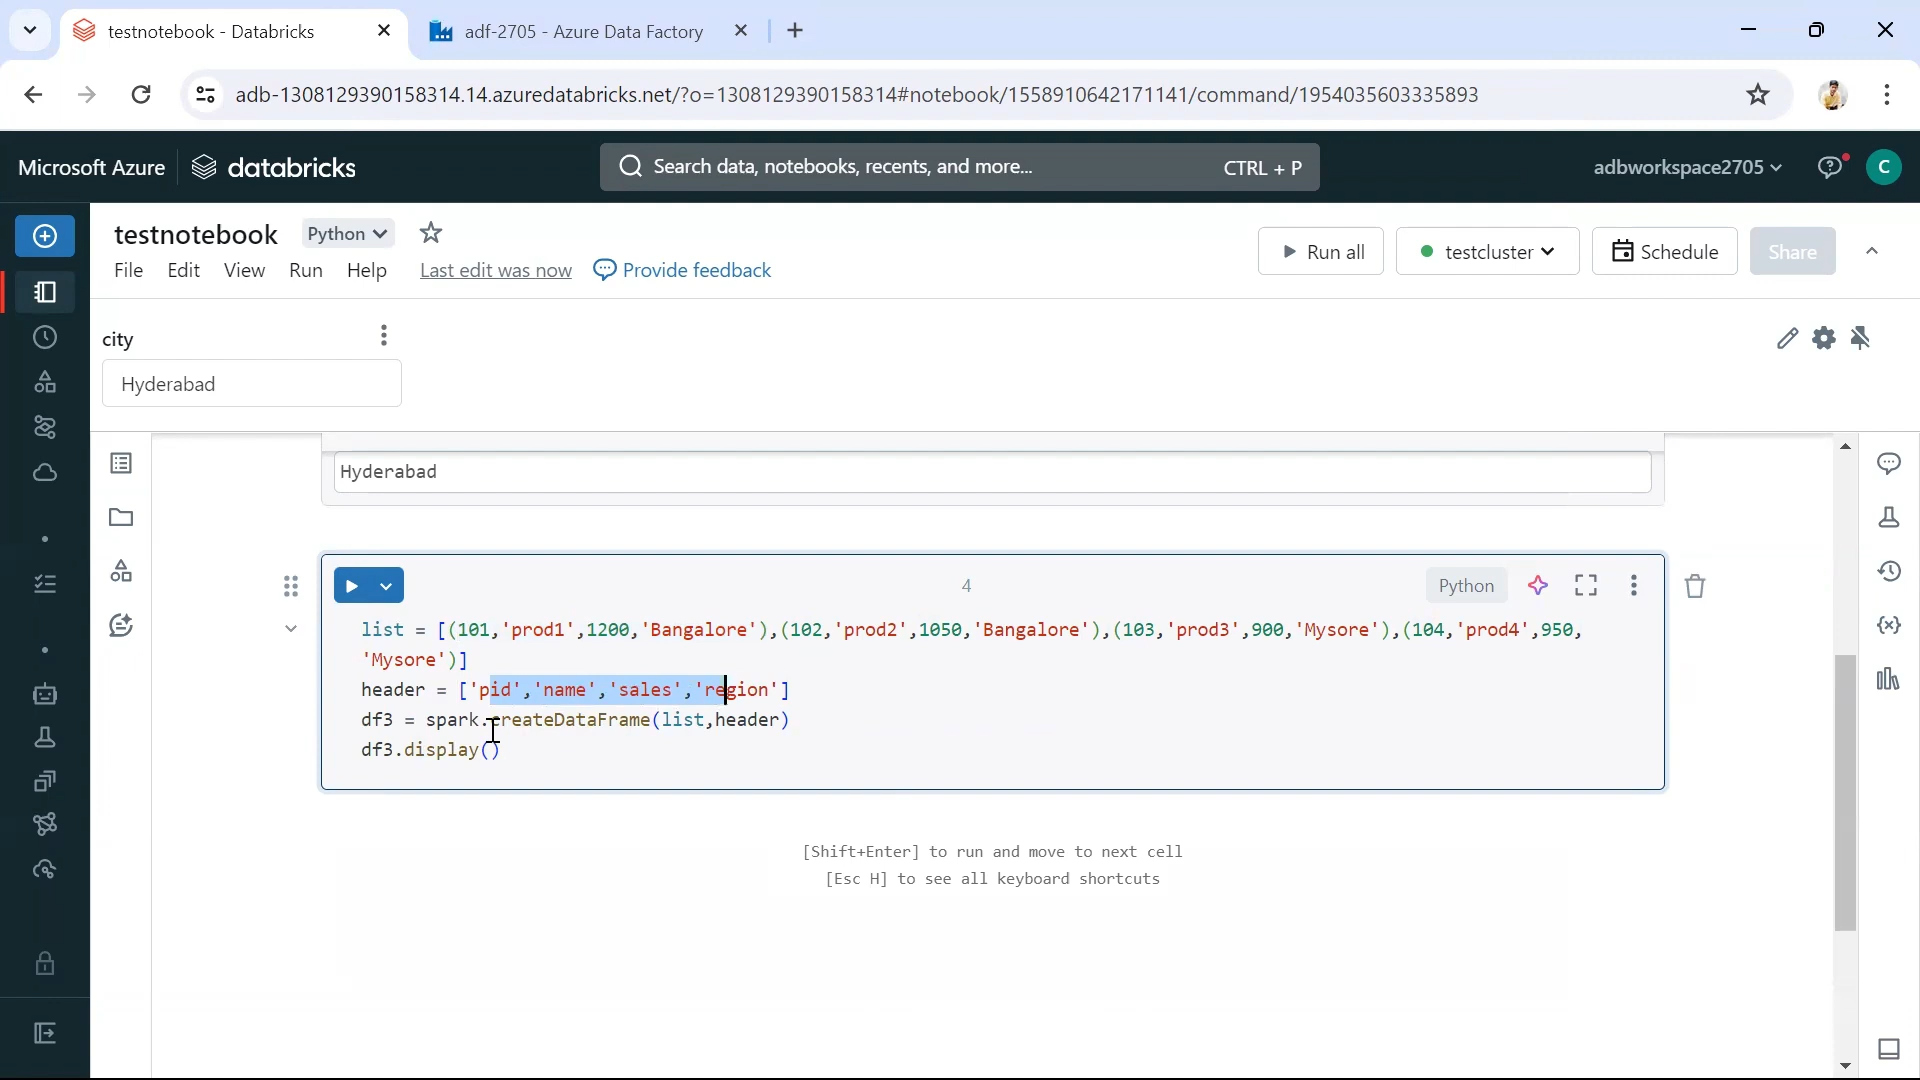 testnotebook - Databricks
adf-2705 - Azure Data Factory
adb-1308129390158314.14.azuredatabricks.net/?o=1308129390158314#notebook/1558910642171141/command/1954035603335893
Microsoft Azure databricks
Search data, notebooks, recents, and more... CTRL + P
adbworkspace2705 C
testnotebook Python
Run all testcluster Schedule Share
File Edit View Run Help Last edit was now Provide feedback
city
Hyderabad
Hyderabad
4 Python
list = [(101,'prod1',1200,'Bangalore'),(102,'prod2',1050,'Bangalore'),(103,'prod3',900,'Mysore'),(104,'prod4',950,
'Mysore')]
header = ['pid','name','sales','region']
df3 = spark.createDataFrame(list,header)
df3.display()
[Shift+Enter] to run and move to next cell
[Esc H] to see all keyboard shortcuts